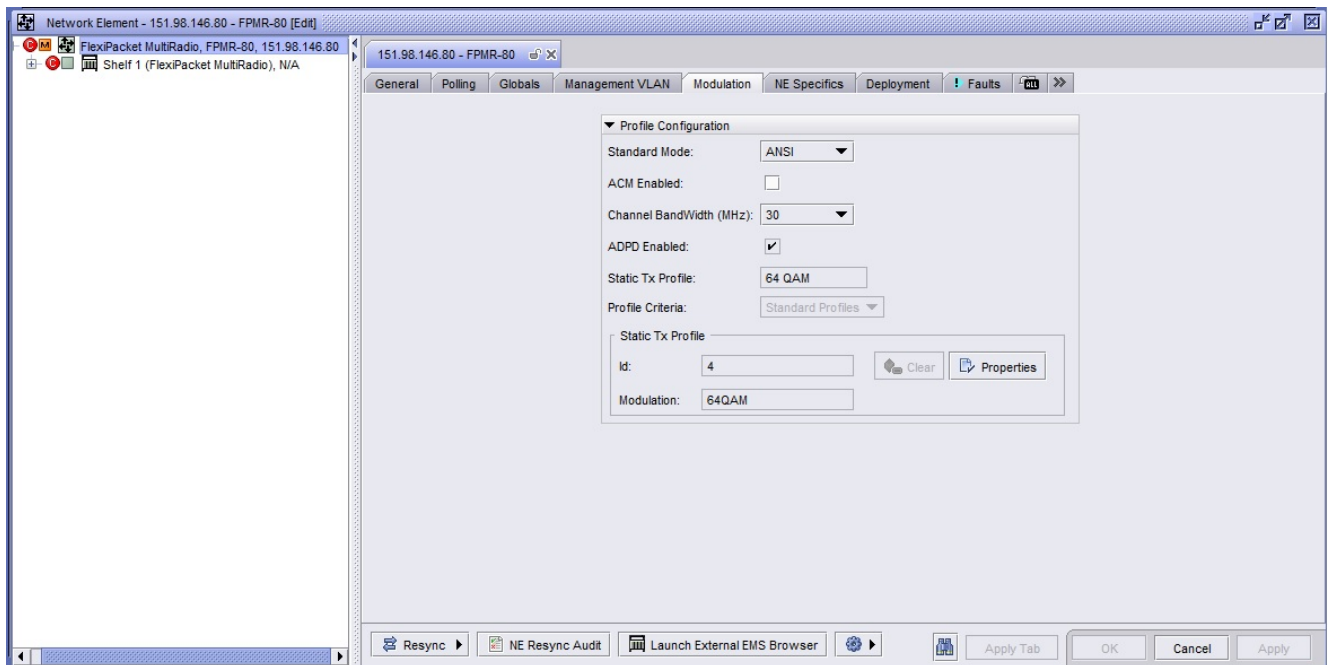 Network Element - 151.98.146.80 - FPMR-80 [Edit]
C M FlexiPacket MultiRadio, FPMR-80, 151.98.146.80
C Shelf 1 (FlexiPacket MultiRadio), N/A
151.98.146.80 - FPMR-80
General Polling Globals Management VLAN Modulation NE Specifics Deployment ! Faults ALL
Profile Configuration
Standard Mode: ANSI
ACM Enabled:
Channel BandWidth (MHz): 30
ADPD Enabled:
Static Tx Profile: 64 QAM
Profile Criteria: Standard Profiles
Static Tx Profile
Id: 4 Clear Properties
Modulation: 64QAM
Resync NE Resync Audit Launch External EMS Browser Apply Tab OK Cancel Apply